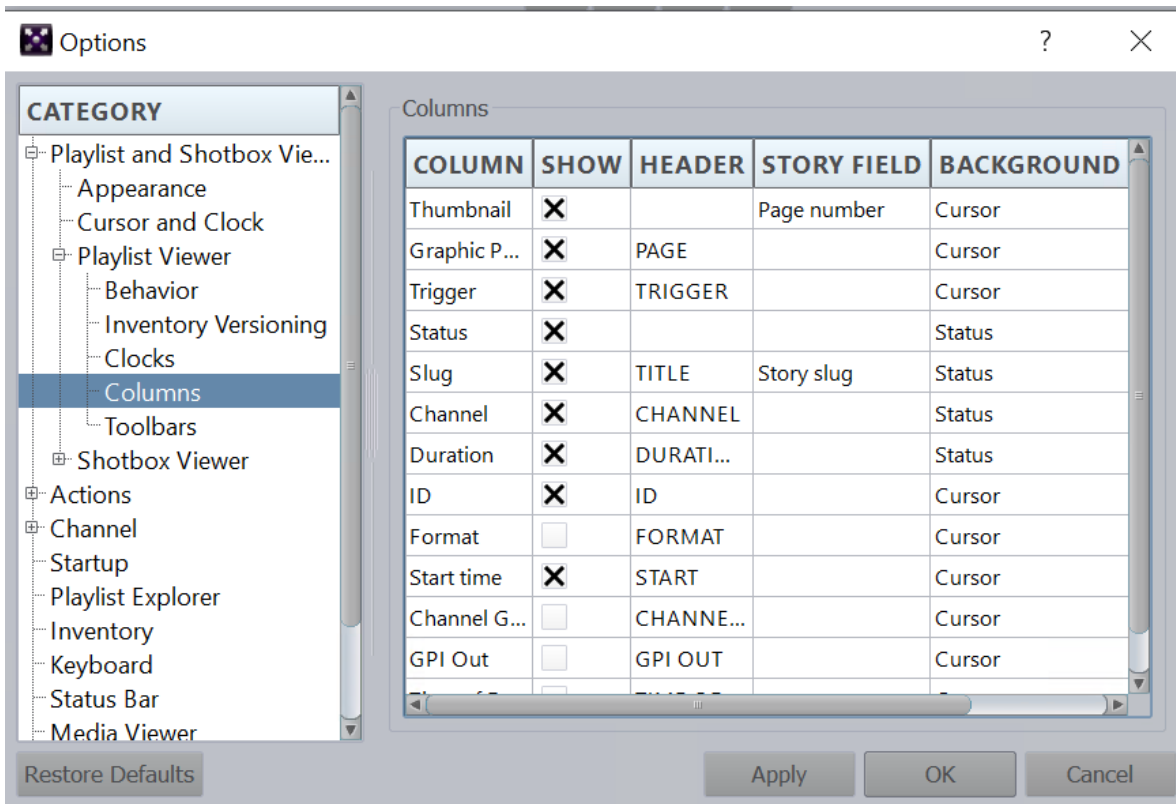 Options
?
CATEGORY
Playlist and Shotbox Vie...
Appearance
Cursor and Clock
Playlist Viewer
Behavior
Inventory Versioning
Clocks
Columns
Toolbars
Shotbox Viewer
Actions
Channel
Startup
Playlist Explorer
Inventory
Keyboard
Status Bar
Media Viewer
Columns
COLUMN SHOW HEADER STORY FIELD BACKGROUND
Thumbnail Page number Cursor
Graphic P... PAGE Cursor
Trigger TRIGGER Cursor
Status Status
Slug TITLE Story slug Status
Channel CHANNEL Status
Duration DURATI... Status
ID ID Cursor
Format FORMAT Cursor
Start time START Cursor
Channel G... CHANNE... Cursor
GPI Out GPI OUT Cursor
Restore Defaults Apply OK Cancel